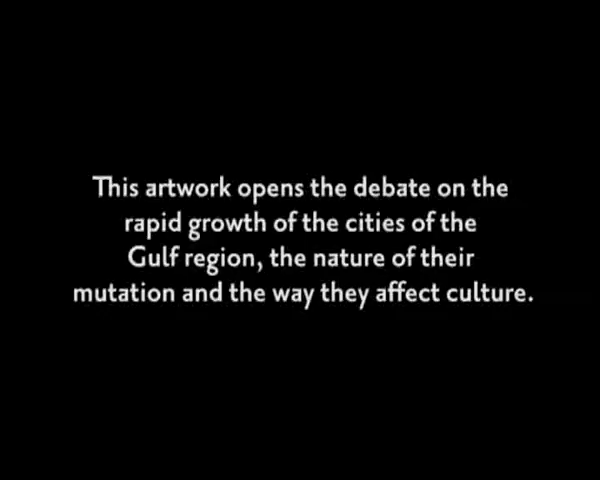 This artwork opens the debate on the
rapid growth of the cities of the
Gulf region, the nature of their
mutation and the way they affect culture.